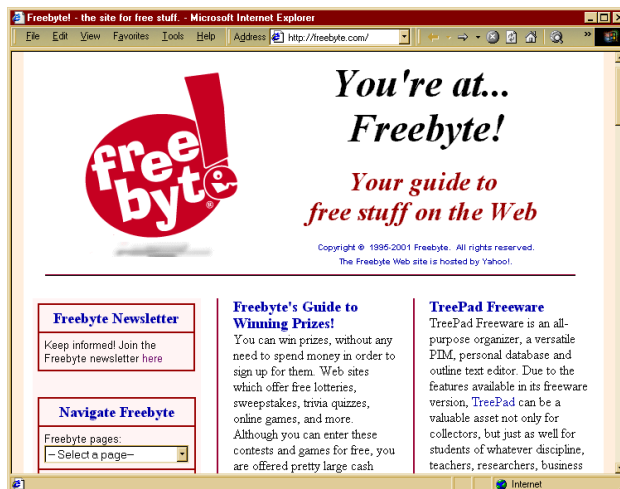 Freebyte! - the site for free stuff. - Microsoft Internet Explorer
File Edit View Favorites Tools Help Address http://freebyte.com/ »
free
byte
®
You're at...
Freebyte!
Your guide to
free stuff on the Web
Copyright © 1995-2001 Freebyte. All rights reserved.
The Freebyte Web site is hosted by Yahoo!.
Freebyte Newsletter
Keep informed! Join the
Freebyte newsletter here
Navigate Freebyte
Freebyte pages:
-- Select a page--
Freebyte's Guide to
Winning Prizes!
You can win prizes, without any
need to spend money in order to
sign up for them. Web sites
which offer free lotteries,
sweepstakes, trivia quizzes,
online games, and more.
Although you can enter these
contests and games for free, you
are offered pretty large cash
TreePad Freeware
TreePad Freeware is an all-
purpose organizer, a versatile
PIM, personal database and
outline text editor. Due to the
features available in its freeware
version, TreePad can be a
valuable asset not only for
collectors, but just as well for
students of whatever discipline,
teachers, researchers, business
Internet